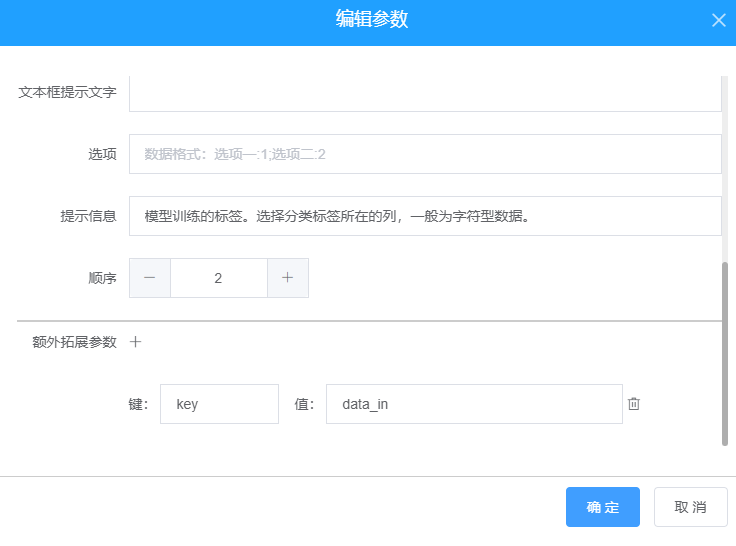 编辑参数
文本框提示文字
选项 数据格式：选项一:1;选项二:2
提示信息 模型训练的标签。选择分类标签所在的列，一般为字符型数据。
顺序 2
额外拓展参数
键： key 值： data_in
确 定 取 消